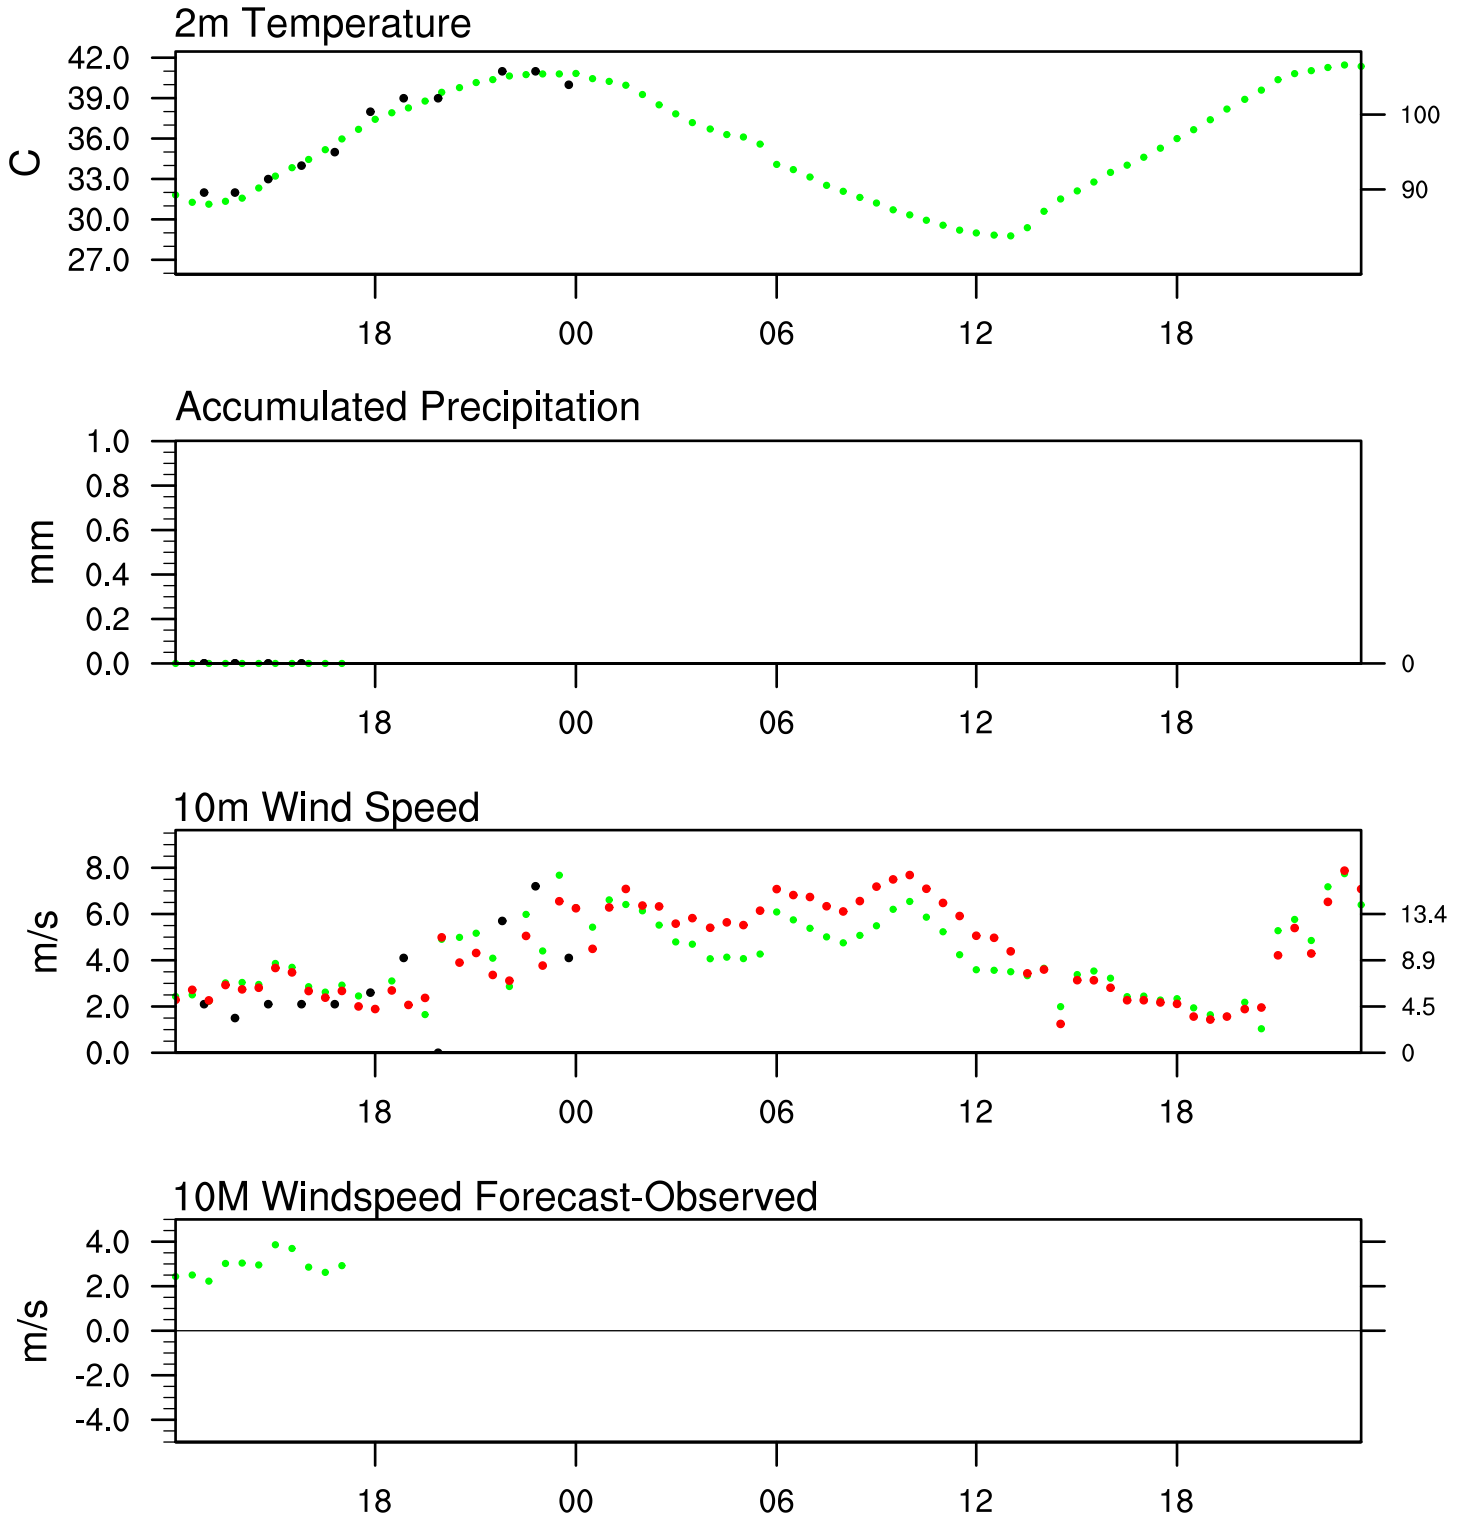 2m Temperature
42.0
39.0
36.0
33.0
30.0
27.0
C
100
90
18 00 06 12 18
Accumulated Precipitation
1.0
0.8
0.6
0.4
0.2
0.0
mm
0
18 00 06 12 18
10m Wind Speed
8.0
6.0
4.0
2.0
0.0
m/s
13.4
8.9
4.5
0
18 00 06 12 18
10M Windspeed Forecast-Observed
4.0
2.0
0.0
-2.0
-4.0
m/s
18 00 06 12 18